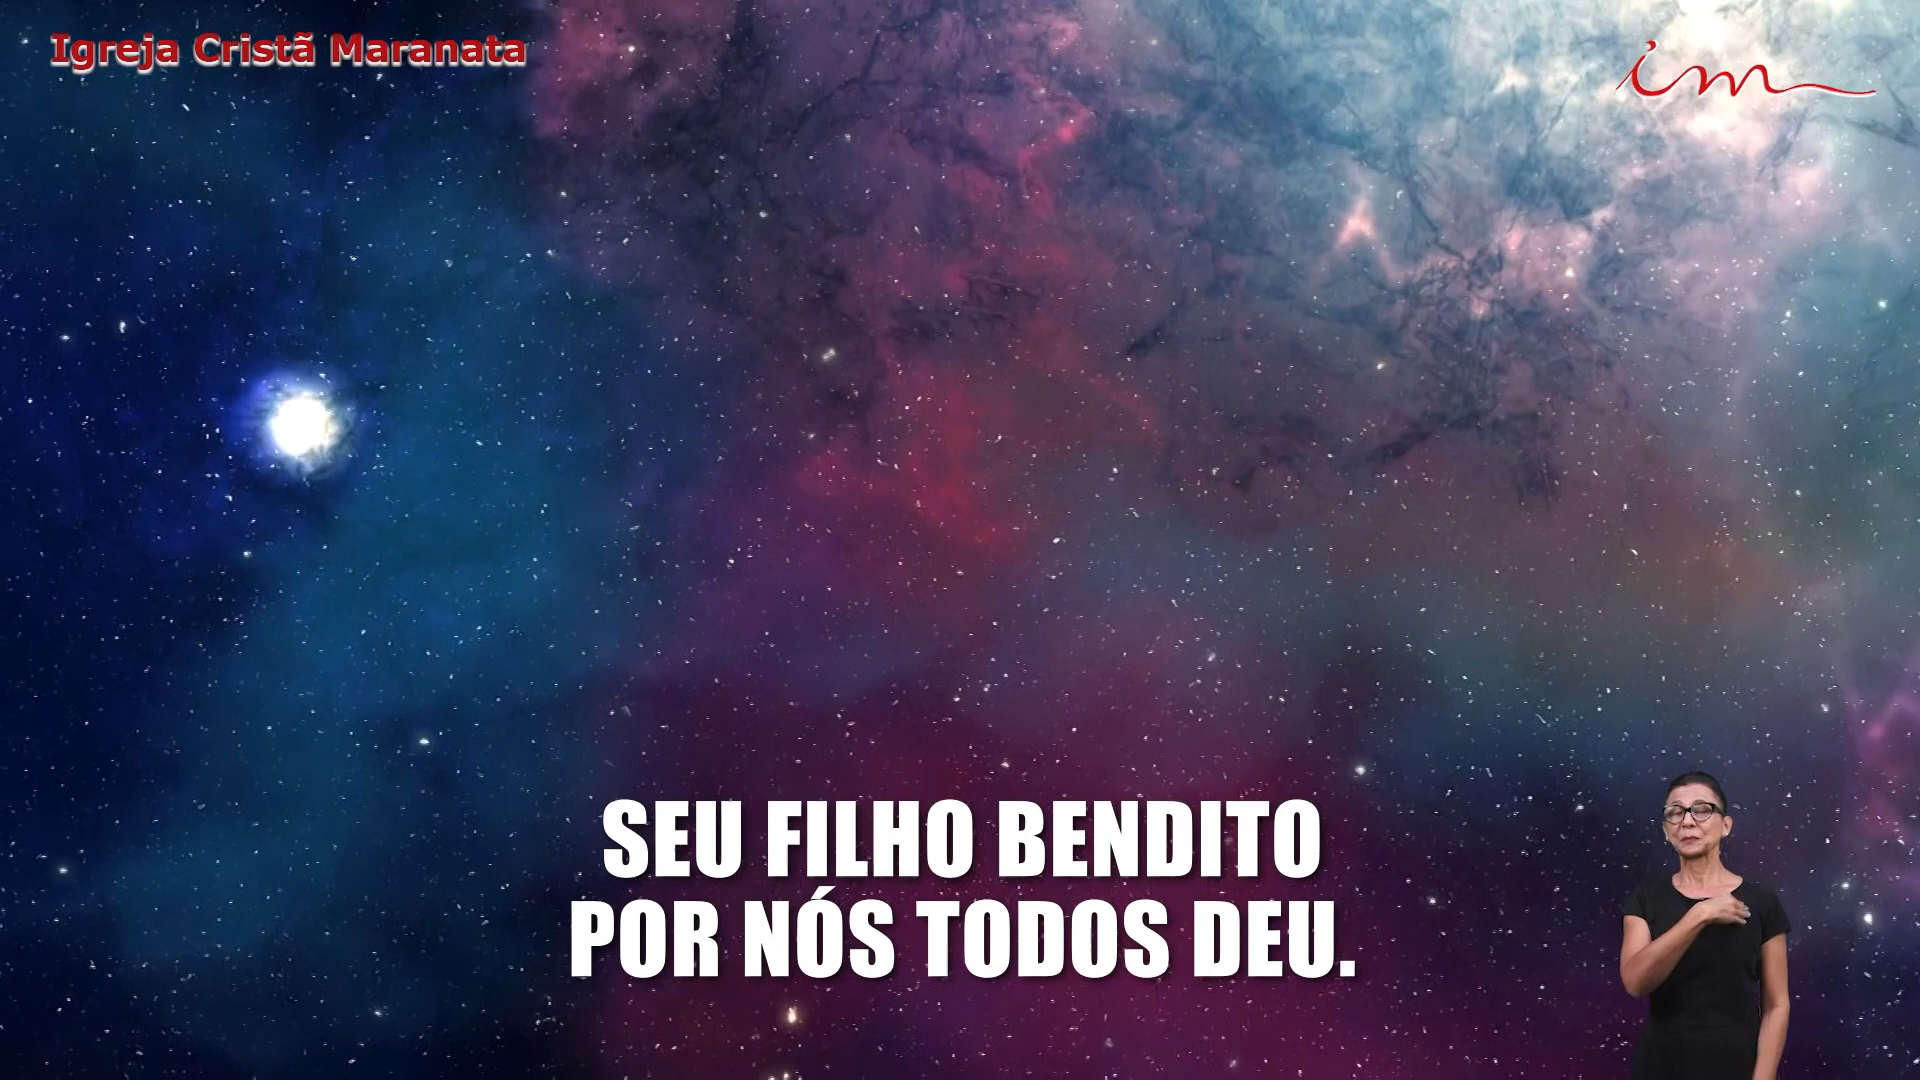 Igreja Cristã Maranata
im
SEU FILHO BENDITO
POR NÓS TODOS DEU.